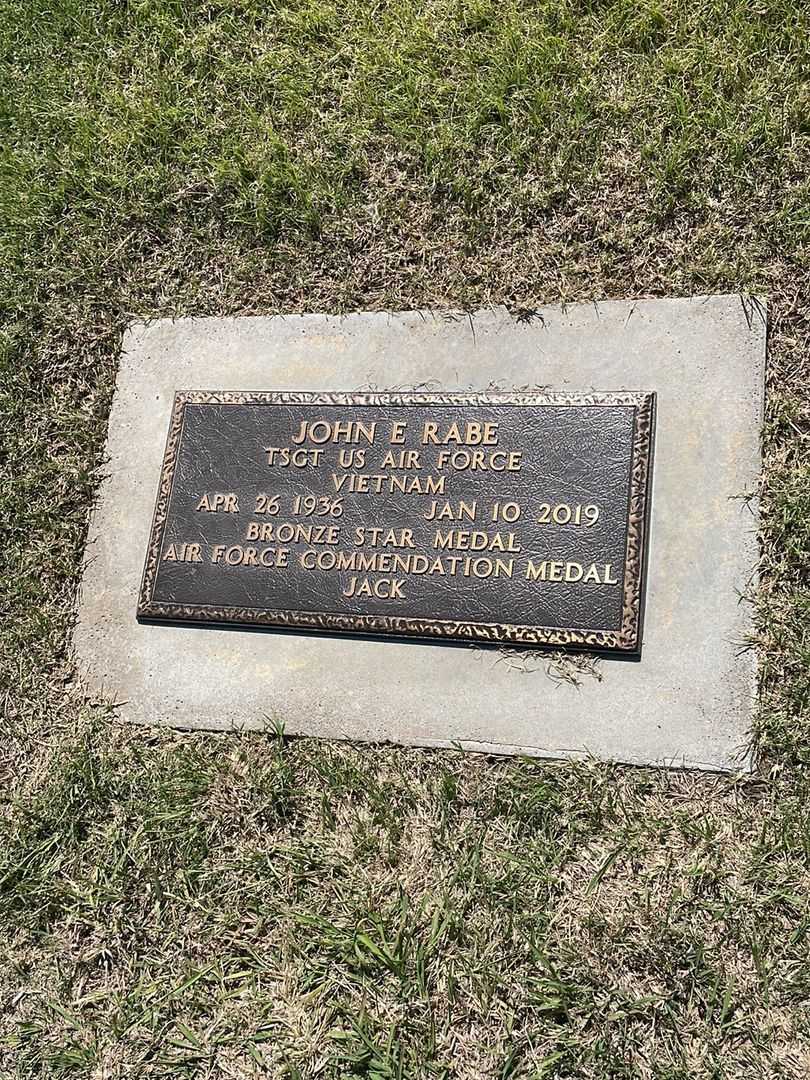 JOHN E RABE
TSGT US AIR FORCE
VIETNAM
APR 26 1936 JAN 10 2019
BRONZE STAR MEDAL
AIR FORCE COMMENDATION MEDAL
JACK